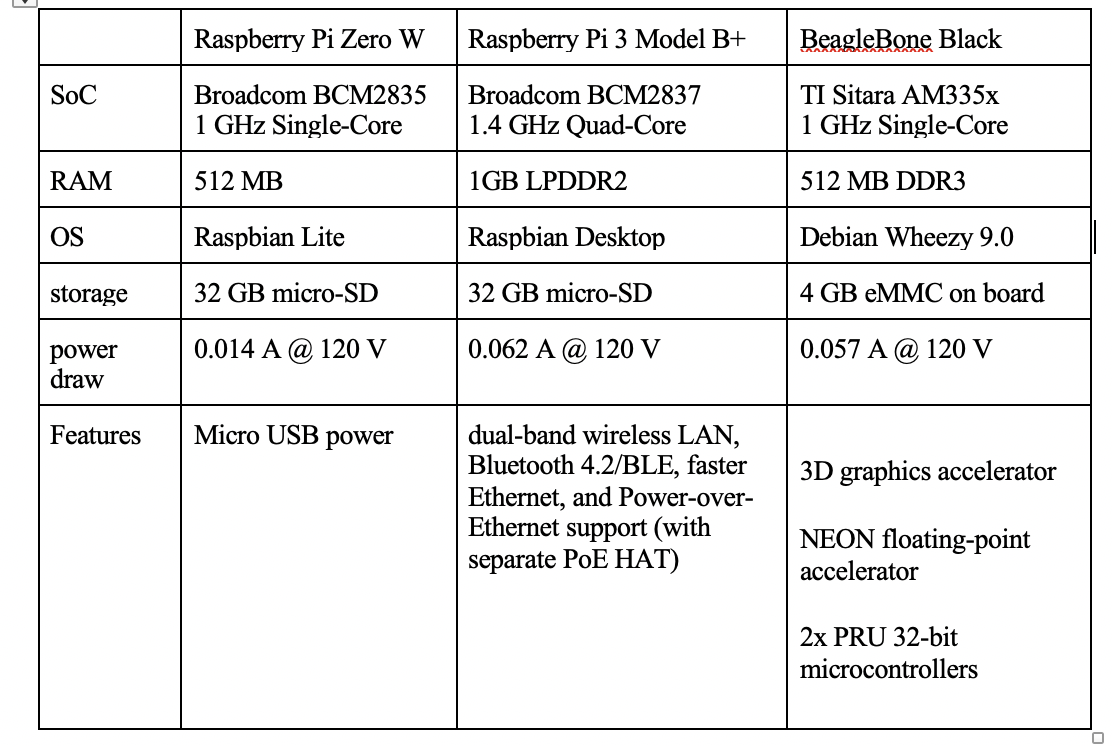 Raspberry Pi Zero W
Raspberry Pi 3 Model B+
BeagleBone Black
SoC
Broadcom BCM2835
1 GHz Single-Core
Broadcom BCM2837
1.4 GHz Quad-Core
TI Sitara AM335x
1 GHz Single-Core
RAM
512 MB
1GB LPDDR2
512 MB DDR3
OS
Raspbian Lite
Raspbian Desktop
Debian Wheezy 9.0
storage
32 GB micro-SD
32 GB micro-SD
4 GB eMMC on board
power
draw
0.014 A @ 120 V
0.062 A @ 120 V
0.057 A @ 120 V
Features
Micro USB power
dual-band wireless LAN,
Bluetooth 4.2/BLE, faster
Ethernet, and Power-over-
Ethernet support (with
separate PoE HAT)
3D graphics accelerator
NEON floating-point
accelerator
2x PRU 32-bit
microcontrollers